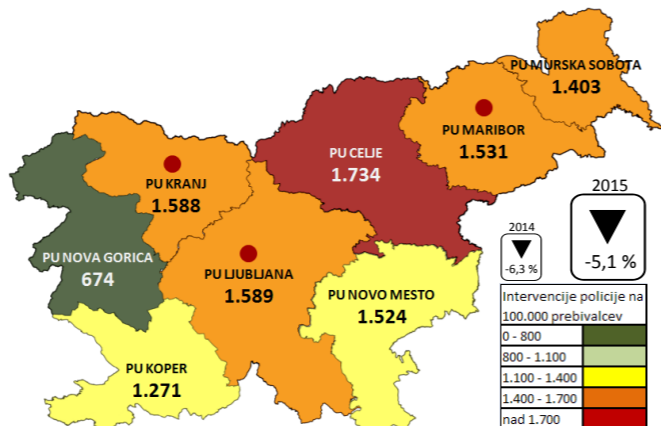 PU MURSKA SOBOTA
1.403
PU MARIBOR
1.531
PU CELJE
1.734
PU KRANJ
1.588
PU NOVA GORICA
674
PU LJUBLJANA
1.589
PU NOVO MESTO
1.524
PU KOPER
1.271
2015
-5,1 %
2014
-6,3 %
Intervencije policije na
100.000 prebivalcev
0 - 800
800 - 1.100
1.100 - 1.400
1.400 - 1.700
nad 1.700